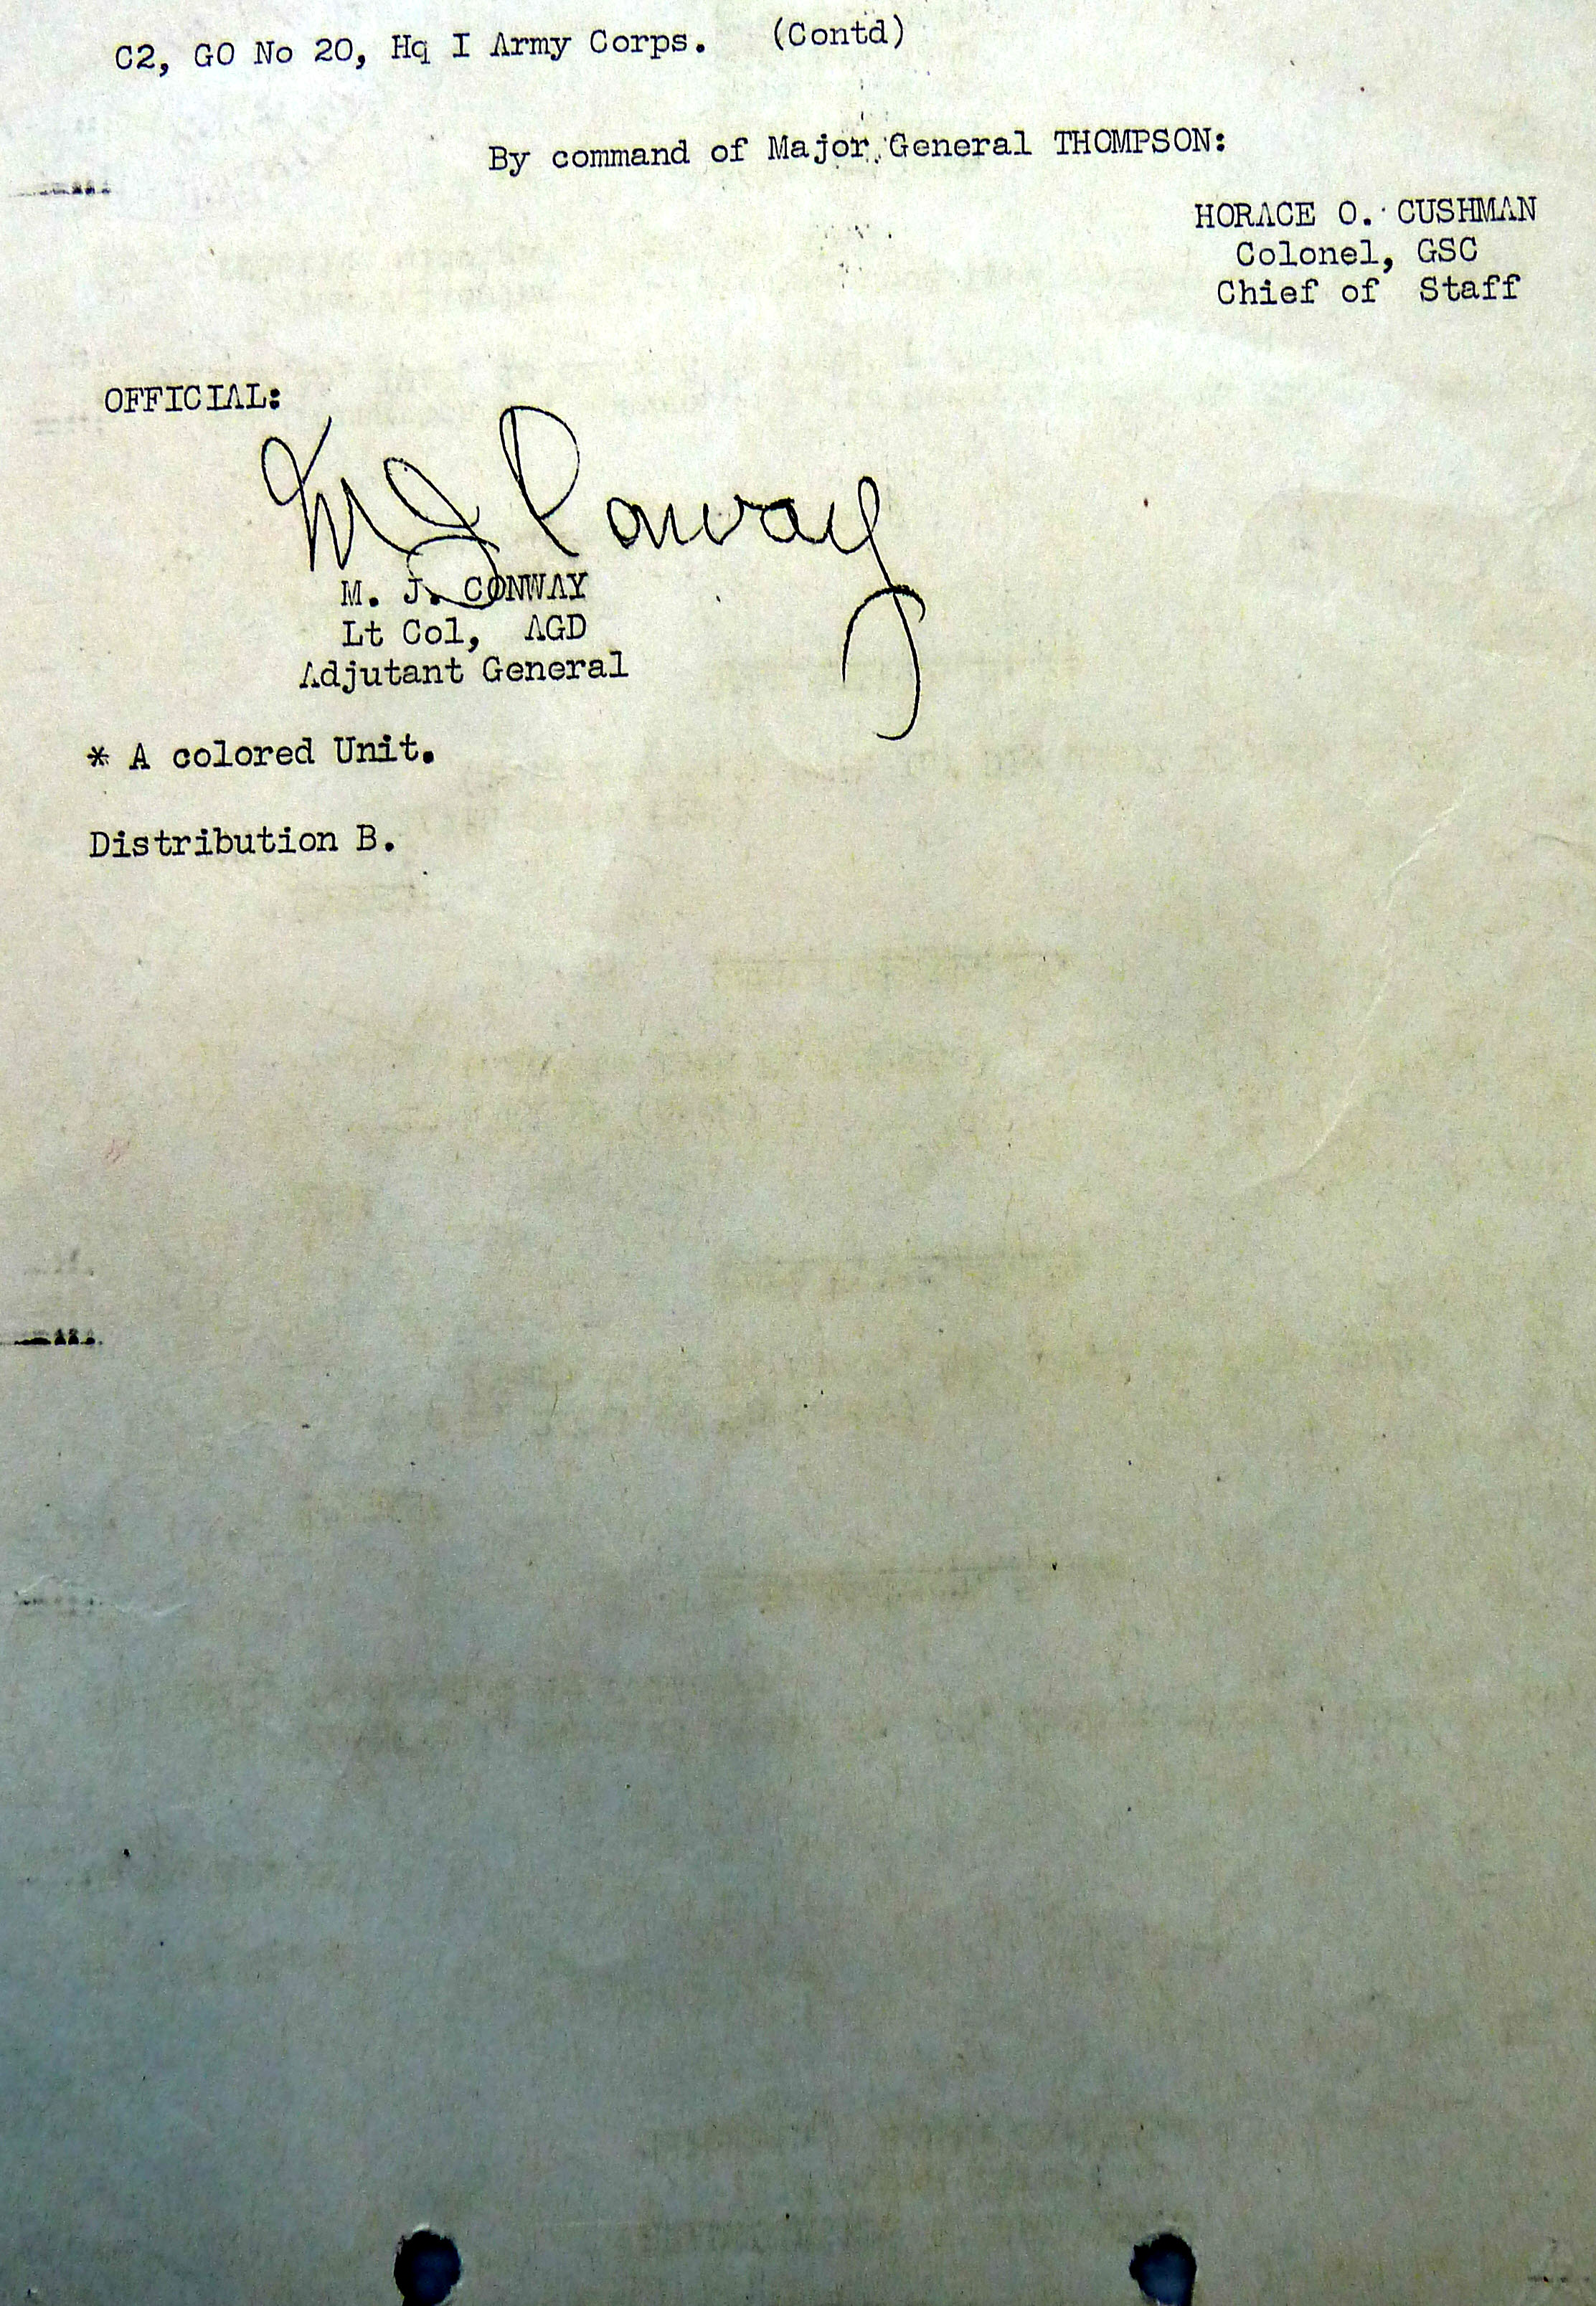 C2, GO No 20, Hq I Army Corps. (Contd)
By command of Major General THOMPSON:
HORACE O. CUSHMAN
Colonel, GSC
Chief of Staff
OFFICIAL:
M J Conway
M. J. CONWAY
Lt Col, AGD
Adjutant General
* A colored Unit.
Distribution B.